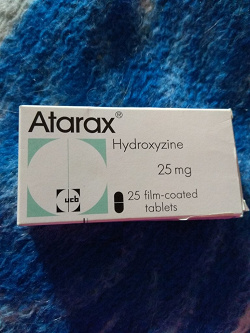 Atarax®
Hydroxyzine
25 mg
ucb
25 film-coated
tablets